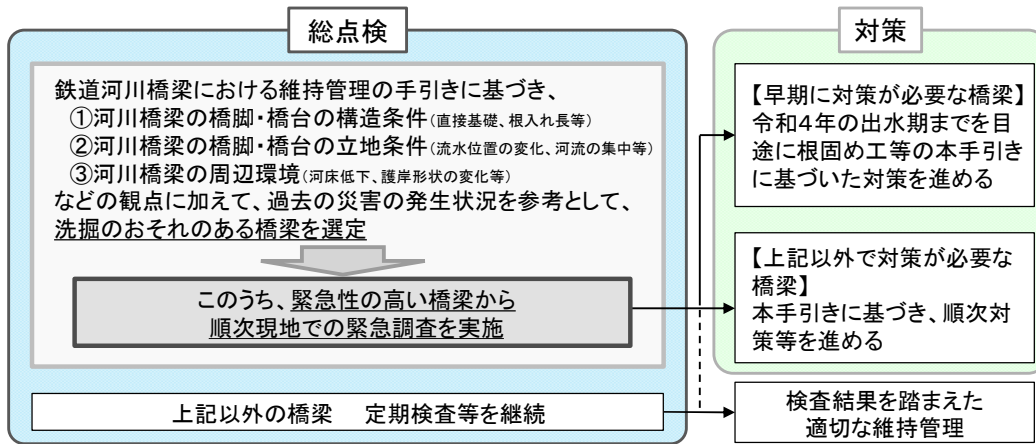 総点検
鉄道河川橋梁における維持管理の手引きに基づき、
①河川橋梁の橋脚・橋台の構造条件(直接基礎、根入れ長等)
②河川橋梁の橋脚・橋台の立地条件(流水位置の変化、河流の集中等)
③河川橋梁の周辺環境(河床低下、護岸形状の変化等)
などの観点に加えて、過去の災害の発生状況を参考として、
洗掘のおそれのある橋梁を選定
このうち、緊急性の高い橋梁から
順次現地での緊急調査を実施
上記以外の橋梁 定期検査等を継続
対策
【早期に対策が必要な橋梁】
令和4年の出水期までを目
途に根固め工等の本手引き
に基づいた対策を進める
【上記以外で対策が必要な
橋梁】
本手引きに基づき、順次対
策等を進める
検査結果を踏まえた
適切な維持管理